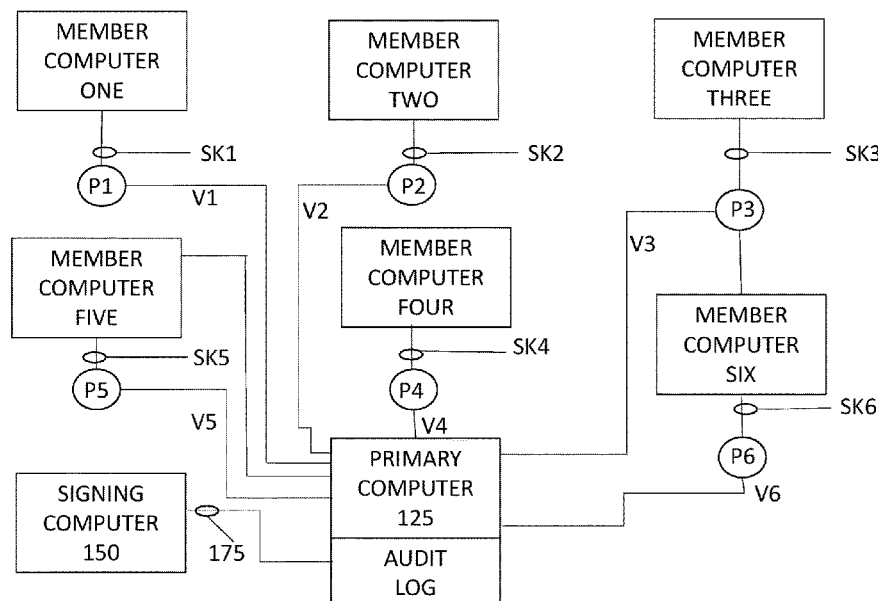 MEMBER
COMPUTER
ONE
MEMBER
COMPUTER
TWO
MEMBER
COMPUTER
THREE
SK1
SK2
SK3
P1
P2
P3
V1
V2
V3
MEMBER
COMPUTER
FIVE
MEMBER
COMPUTER
FOUR
MEMBER
COMPUTER
SIX
SK5
SK4
SK6
P5
P4
P6
V5
V4
V6
PRIMARY
COMPUTER
125
SIGNING
COMPUTER
150
175
AUDIT
LOG